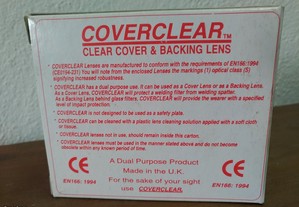 COVERCLEAR TM
CLEAR COVER & BACKING LENS
* COVERCLEAR Lenses are manufactured to conform with the requirements of EN166:1994
(CE0194-231) You will note from the enclosed Lenses the markings (1) optical class (S)
signifying increased robustness.
* COVERCLEAR has a dual purpose use. It can be used as a Cover Lens or as a Backing Lens.
As a Cover Lens, COVERCLEAR will protect a welding filter from welding spatter.
As a Backing Lens behind glass filters, COVERCLEAR will provide the wearer with a specified
level of impact protection.
* COVERCLEAR is not designed to be used as a safety plate.
* COVERCLEAR can be cleaned with a plastic lens cleaning solution applied with a soft cloth
or tissue.
* COVERCLEAR lenses not in use, should remain inside this carton.
* COVERCLEAR lenses must be used in the manner stated above and do not become
obsolete within any known period of time.
CE
EN166: 1994
A Dual Purpose Product
Made in the U.K.
For the sake of your sight
use COVERCLEAR
CE
EN166: 1994